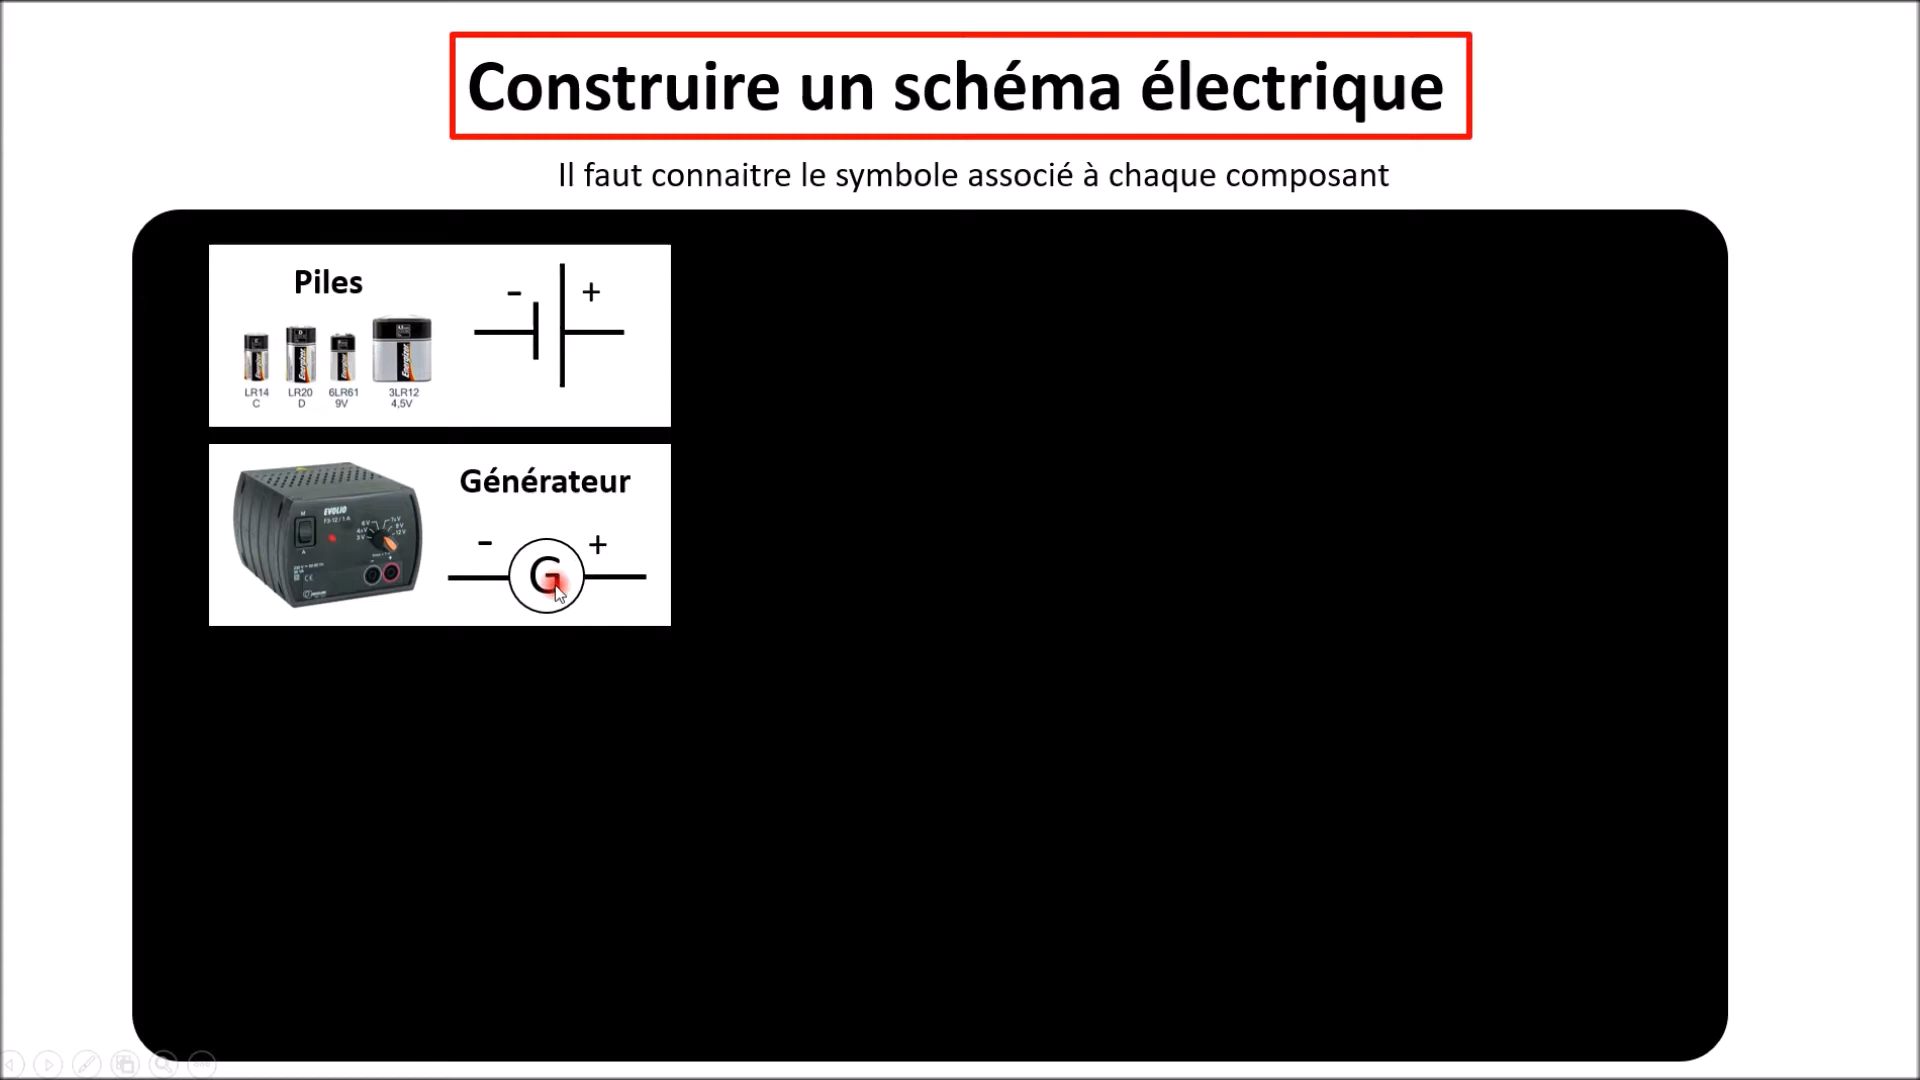 Construire un schéma électrique
Il faut connaitre le symbole associé à chaque composant
Piles
- +
LR14 LR20 6LR61 3LR12
C D 9V 4,5V
Générateur
EVOLIO
- +
G